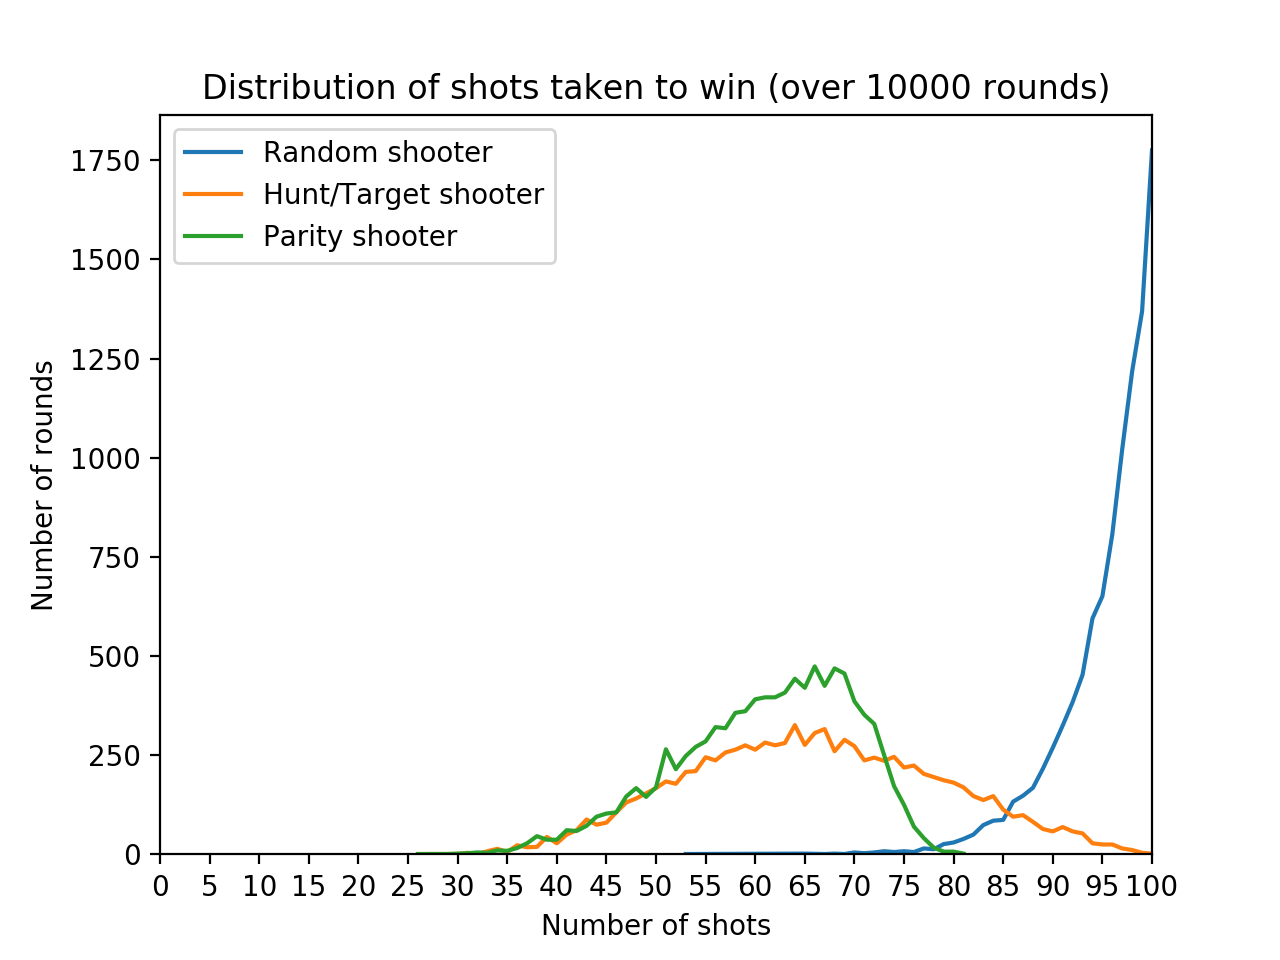 Distribution of shots taken to win (over 10000 rounds)
Random shooter
Hunt/Target shooter
Parity shooter
Number of rounds
1750
1500
1250
1000
750
500
250
0
0 5 10 15 20 25 30 35 40 45 50 55 60 65 70 75 80 85 90 95 100
Number of shots